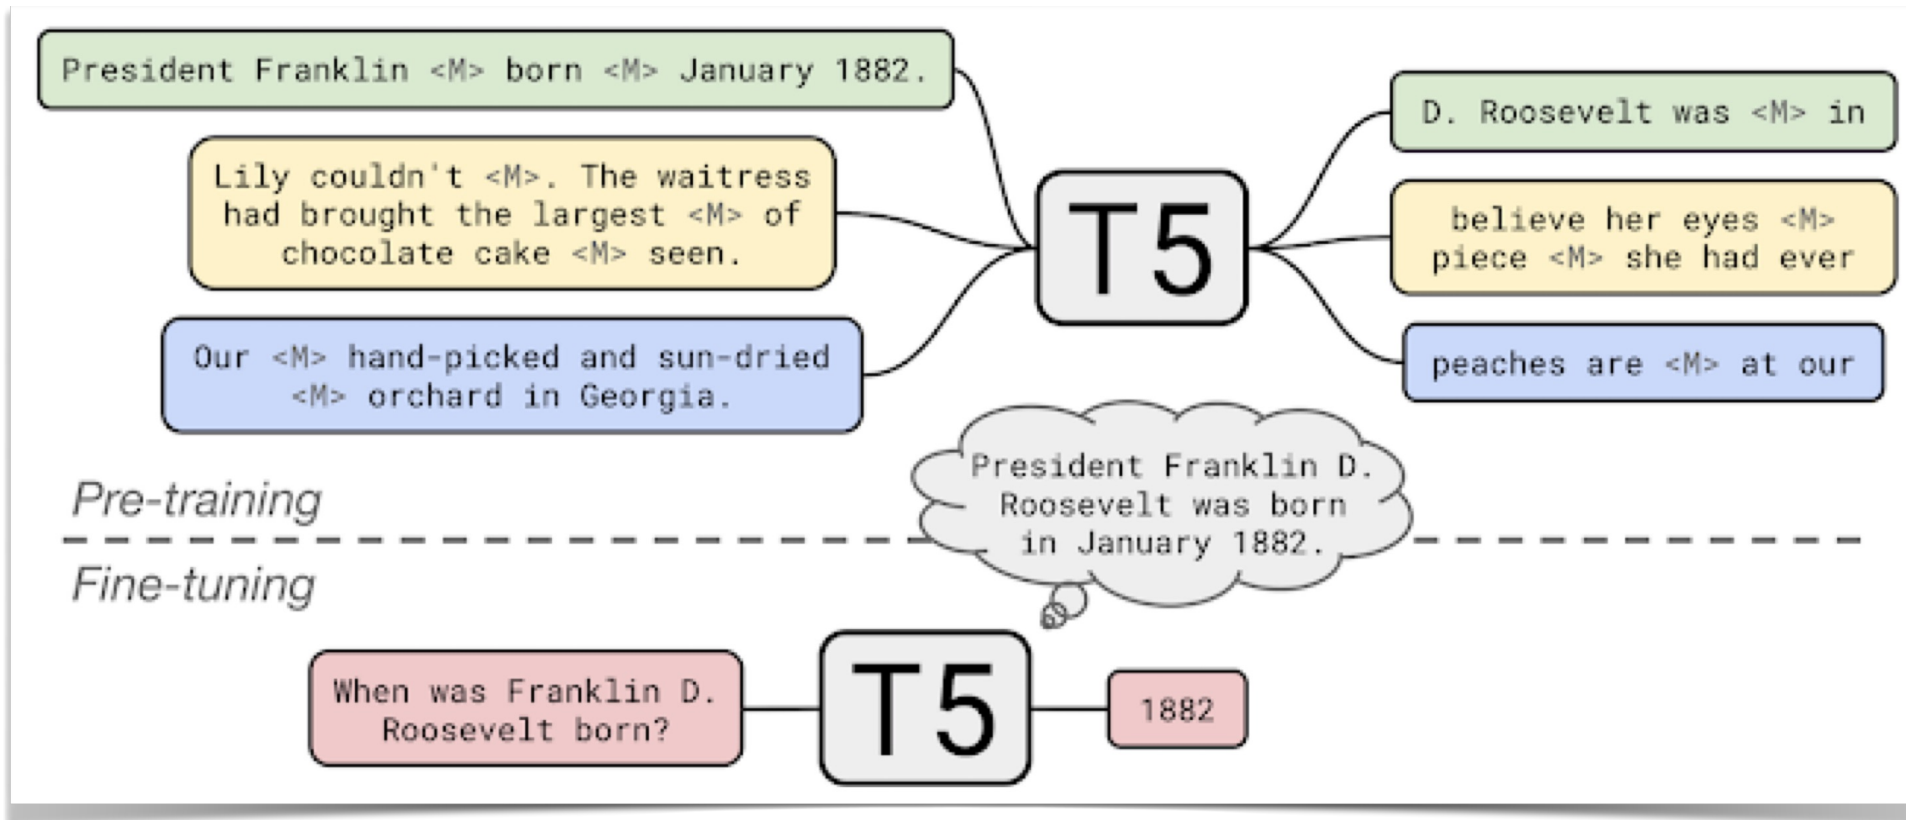 President Franklin <M> born <M> January 1882.
Lily couldn't <M>. The waitress
had brought the largest <M> of
chocolate cake <M> seen.
Our <M> hand-picked and sun-dried
<M> orchard in Georgia.
T5
D. Roosevelt was <M> in
believe her eyes <M>
piece <M> she had ever
peaches are <M> at our
Pre-training
President Franklin D.
Roosevelt was born
in January 1882.
Fine-tuning
When was Franklin D.
Roosevelt born?
T5
1882